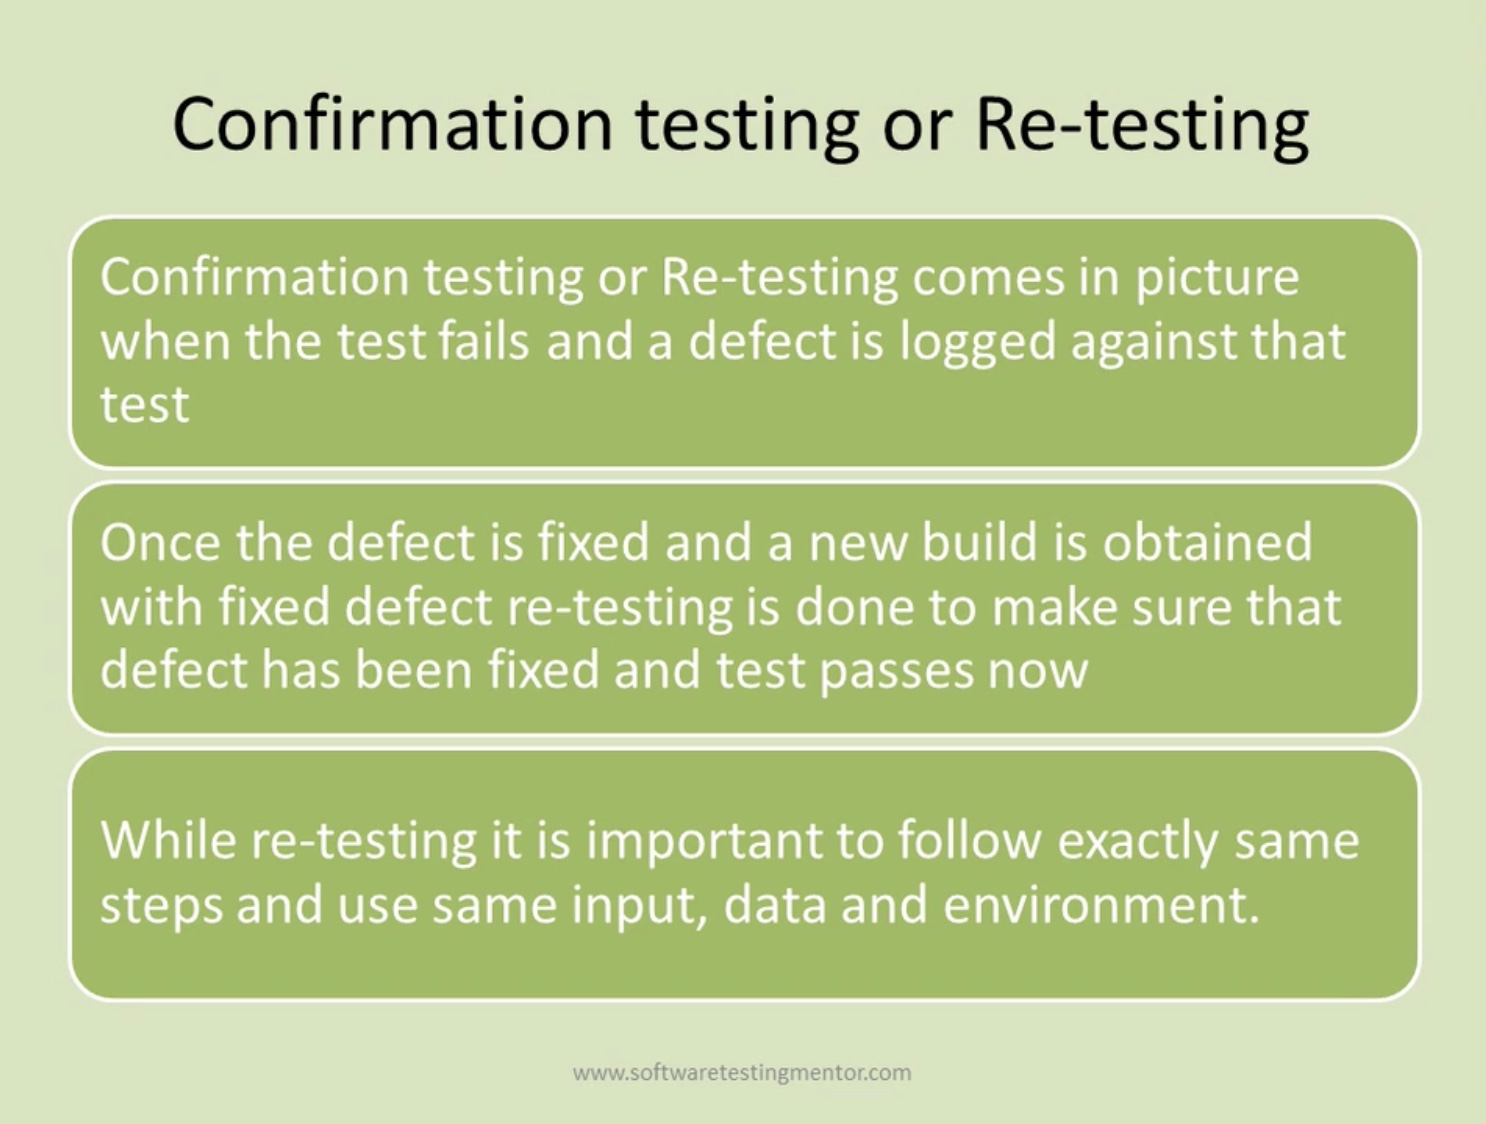 Confirmation testing or Re-testing
Confirmation testing or Re-testing comes in picture
when the test fails and a defect is logged against that
test
Once the defect is fixed and a new build is obtained
with fixed defect re-testing is done to make sure that
defect has been fixed and test passes now
While re-testing it is important to follow exactly same
steps and use same input, data and environment.
www.softwaretestingmentor.com